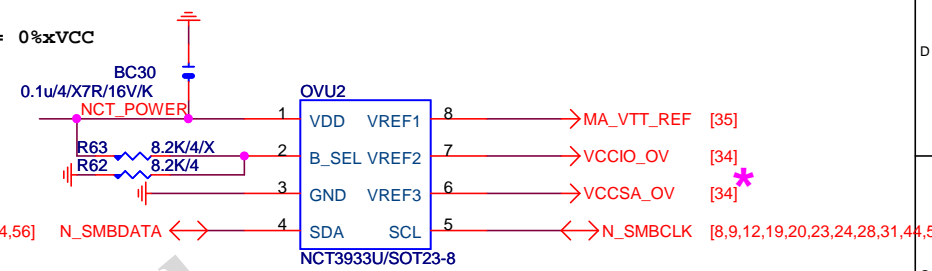 = 0%xVCC
D
BC30
0.1u/4/X7R/16V/K
OVU2
NCT_POWER
1 VDD VREF1 8 MA_VTT_REF [35]
R63 8.2K/4/X 2 B_SEL VREF2 7 VCCIO_OV [34]
R62 8.2K/4
3 GND VREF3 6 VCCSA_OV [34] *
4,56] N_SMBDATA 4 SDA SCL 5 N_SMBCLK [8,9,12,19,20,23,24,28,31,44,5
NCT3933U/SOT23-8